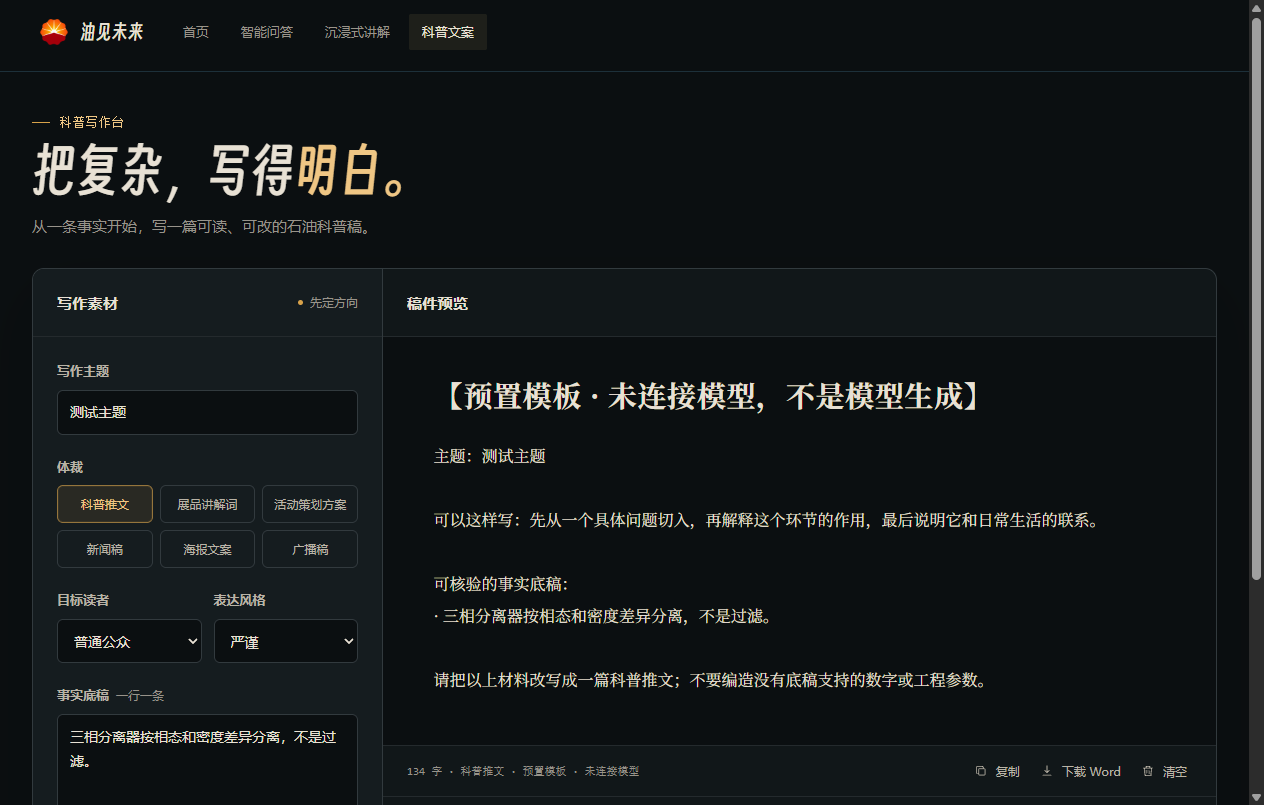 油见未来
首页
智能问答
沉浸式讲解
科普文案
科普写作台
把复杂，写得明白。
从一条事实开始，写一篇可读、可改的石油科普稿。
写作素材
先定方向
写作主题
测试主题
体裁
科普推文
展品讲解词
活动策划方案
新闻稿
海报文案
广播稿
目标读者
表达风格
普通公众
严谨
事实底稿 一行一条
三相分离器按相态和密度差异分离，不是过
滤。
稿件预览
【预置模板 · 未连接模型，不是模型生成】
主题：测试主题
可以这样写：先从一个具体问题切入，再解释这个环节的作用，最后说明它和日常生活的联系。
可核验的事实底稿：
· 三相分离器按相态和密度差异分离，不是过滤。
请把以上材料改写成一篇科普推文；不要编造没有底稿支持的数字或工程参数。
134 字 · 科普推文 · 预置模板 · 未连接模型
复制
下载 Word
清空